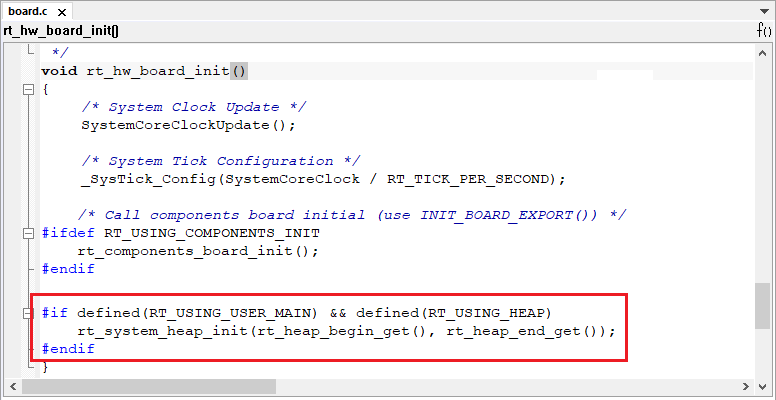 board.c
rt_hw_board_init()
f()
*/
void rt_hw_board_init()
{
/* System Clock Update */
SystemCoreClockUpdate();
/* System Tick Configuration */
_SysTick_Config(SystemCoreClock / RT_TICK_PER_SECOND);
/* Call components board initial (use INIT_BOARD_EXPORT()) */
#ifdef RT_USING_COMPONENTS_INIT
rt_components_board_init();
#endif
#if defined(RT_USING_USER_MAIN) && defined(RT_USING_HEAP)
rt_system_heap_init(rt_heap_begin_get(), rt_heap_end_get());
#endif
}